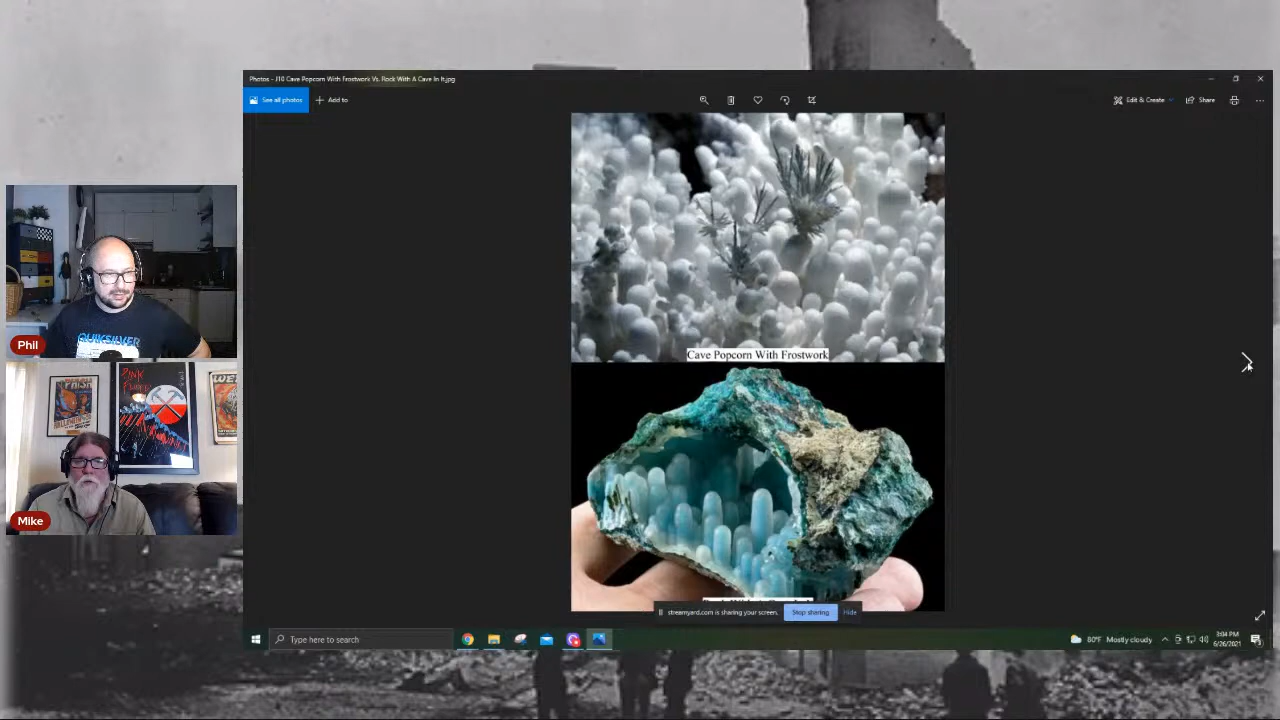 Photos - J10 Cave Popcorn With Frostwork Vs. Rock With A Cave In It.jpg
See all photos
Add to
Edit & Create
Share
Cave Popcorn With Frostwork
QUIKSILVER
Phil
PINK
Mike
streamyard.com is sharing your screen.
Stop sharing
Hide
Type here to search
80°F Mostly cloudy
3:04 PM
6/26/2021